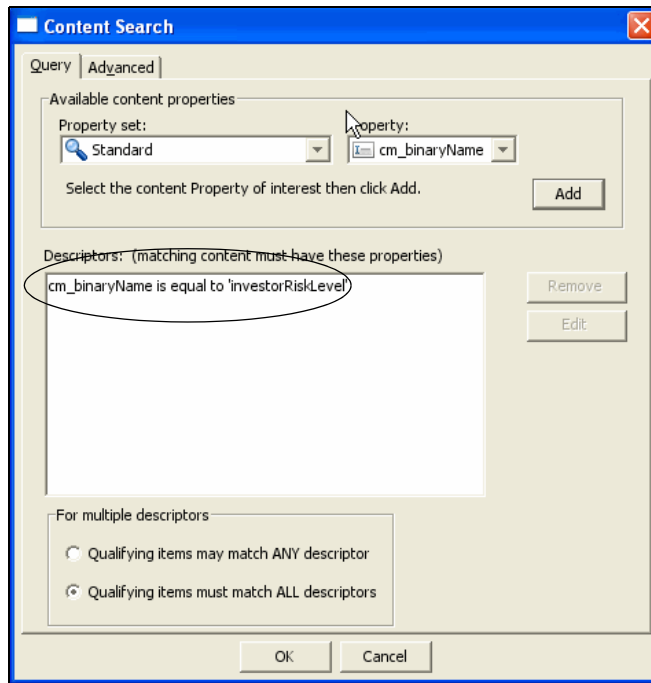 Content Search
Query
Advanced
Available content properties
Property set:
roperty:
Standard
cm_binaryName
Select the content Property of interest then click Add.
Add
Descriptors: (matching content must have these properties)
cm_binaryName is equal to 'investorRiskLevel'
Remove
Edit
For multiple descriptors
Qualifying items may match ANY descriptor
Qualifying items must match ALL descriptors
OK
Cancel